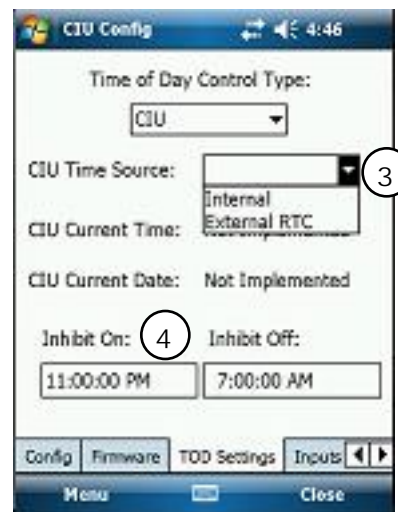 CIU Config 4:46
Time of Day Control Type:
CIU
CIU Time Source:
3
Internal
External RTC
CIU Current Time: Not Implemented
CIU Current Date: Not Implemented
Inhibit On: 4 Inhibit Off:
11:00:00 PM 7:00:00 AM
Config Firmware TOD Settings Inputs
Menu Close